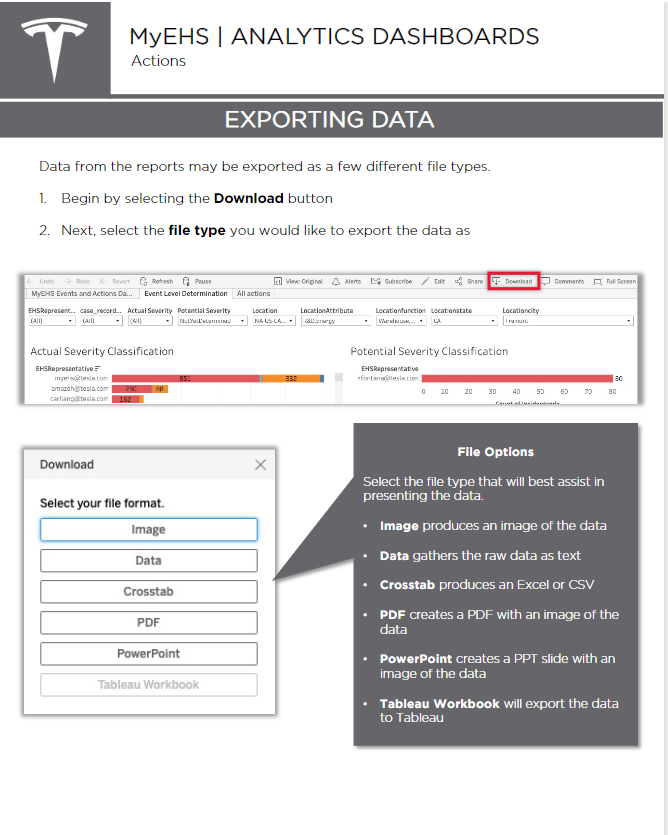 MyEHS | ANALYTICS DASHBOARDS
Actions
EXPORTING DATA
Data from the reports may be exported as a few different file types.
1. Begin by selecting the Download button
2. Next, select the file type you would like to export the data as
Undo Redo Revert Refresh Pause View: Original Alerts Subscribe Edit Share Download Comments Full Screen
MyEHS Events and Actions Da... Event Level Determination All actions
EHSRepresent... case_record... Actual Severity Potential Severity Location LocationAttribute Locationfunction Locationstate Locationcity
(All) (All) (All) NotYetDetermined NA-US-CA... R&D,Energy Warehouse,... CA Fremont
Actual Severity Classification
Potential Severity Classification
EHSRepresentative
myehs@tesla.com 851 332
amazeh@tesla.com 230 88
carliang@tesla.com 162
EHSRepresentative
rfontana@tesla.com 80
0 10 20 30 40 50 60 70 80
Download
Select your file format.
Image
Data
Crosstab
PDF
PowerPoint
Tableau Workbook
File Options
Select the file type that will best assist in
presenting the data.
• Image produces an image of the data
• Data gathers the raw data as text
• Crosstab produces an Excel or CSV
• PDF creates a PDF with an image of the
data
• PowerPoint creates a PPT slide with an
image of the data
• Tableau Workbook will export the data
to Tableau